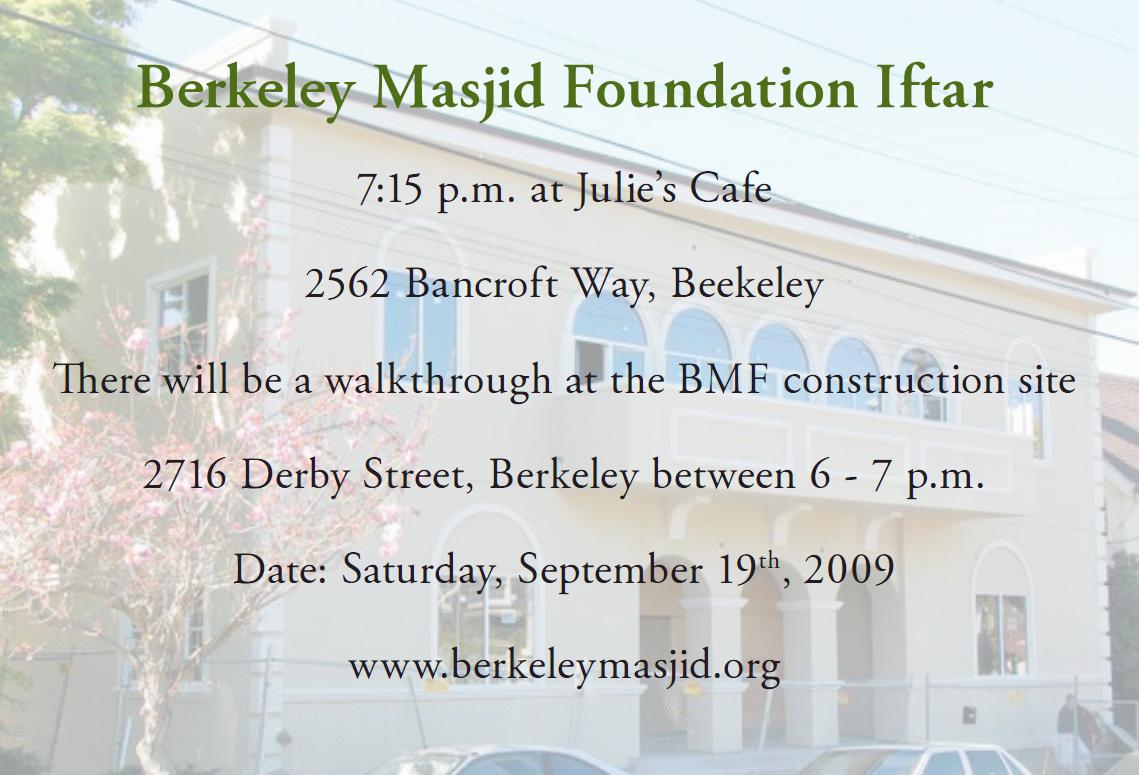 Berkeley Masjid Foundation Iftar
7:15 p.m. at Julie’s Cafe
2562 Bancroft Way, Beekeley
There will be a walkthrough at the BMF construction site
2716 Derby Street, Berkeley between 6 - 7 p.m.
Date: Saturday, September 19th, 2009
www.berkeleymasjid.org